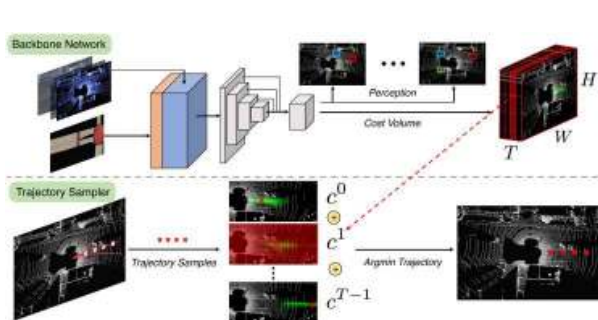 Backbone Network
Perception
Cost Volume
H
W
T
Trajectory Sampler
c^0
+
Trajectory Samples
c^1
Argmin Trajectory
+
c^{T-1}